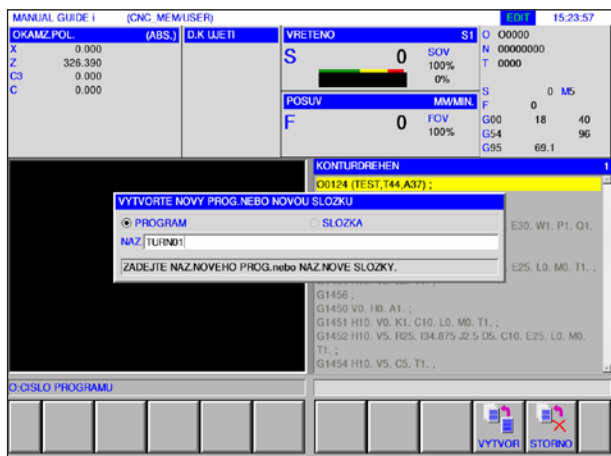 MANUAL GUIDE i (CNC_MEM/USER) EDIT 15:23:57
OKAMZ.POL. (ABS.) D.K UJETI VRETENO S1 O O0000
X 0.000 S 0 SOV N 00000000
Z 326.390 100% T 0000
C3 0.000 0%
C 0.000 S 0 M5
POSUV MM/MIN. F 0
F 0 FOV G00 18 40
100% G54 96
G95 69.1
KONTURDREHEN 1
O0124 (TEST,T44,A37) ;
VYTVORTE NOVY PROG.NEBO NOVOU SLOZKU
PROGRAM SLOZKA E30. W1. P1. Q1.
NAZ. TURN01
ZADEJTE NAZ.NOVEHO PROG.nebo NAZ.NOVE SLOZKY. E25. L0. M0. T1. ;
G1456 ;
G1450 V0. H0. A1. ;
G1451 H10. V0. K1. C10. L0. M0. T1. ;
G1452 H10. V5. R25. I34.875 J2.5 D5. C10. E25. L0. M0.
T1. ;
G1454 H10. V5. C5. T1. ;
O:CISLO PROGRAMU
VYTVOR STORNO